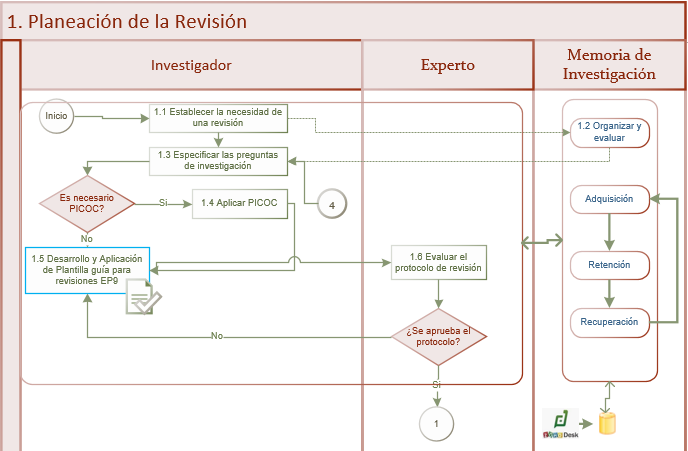 1. Planeación de la Revisión
Investigador
Experto
Memoria de
Investigación
Inicio
1.1 Establecer la necesidad de
una revisión
1.2 Organizar y
evaluar
1.3 Especificar las preguntas
de investigación
Es necesario
PICOC?
Si
1.4 Aplicar PICOC
4
Adquisición
No
1.5 Desarrollo y Aplicación
de Plantilla guía para
revisiones EP9
1.6 Evaluar el
protocolo de revisión
Retención
Recuperación
¿Se aprueba el
protocolo?
No
Si
1
Desk